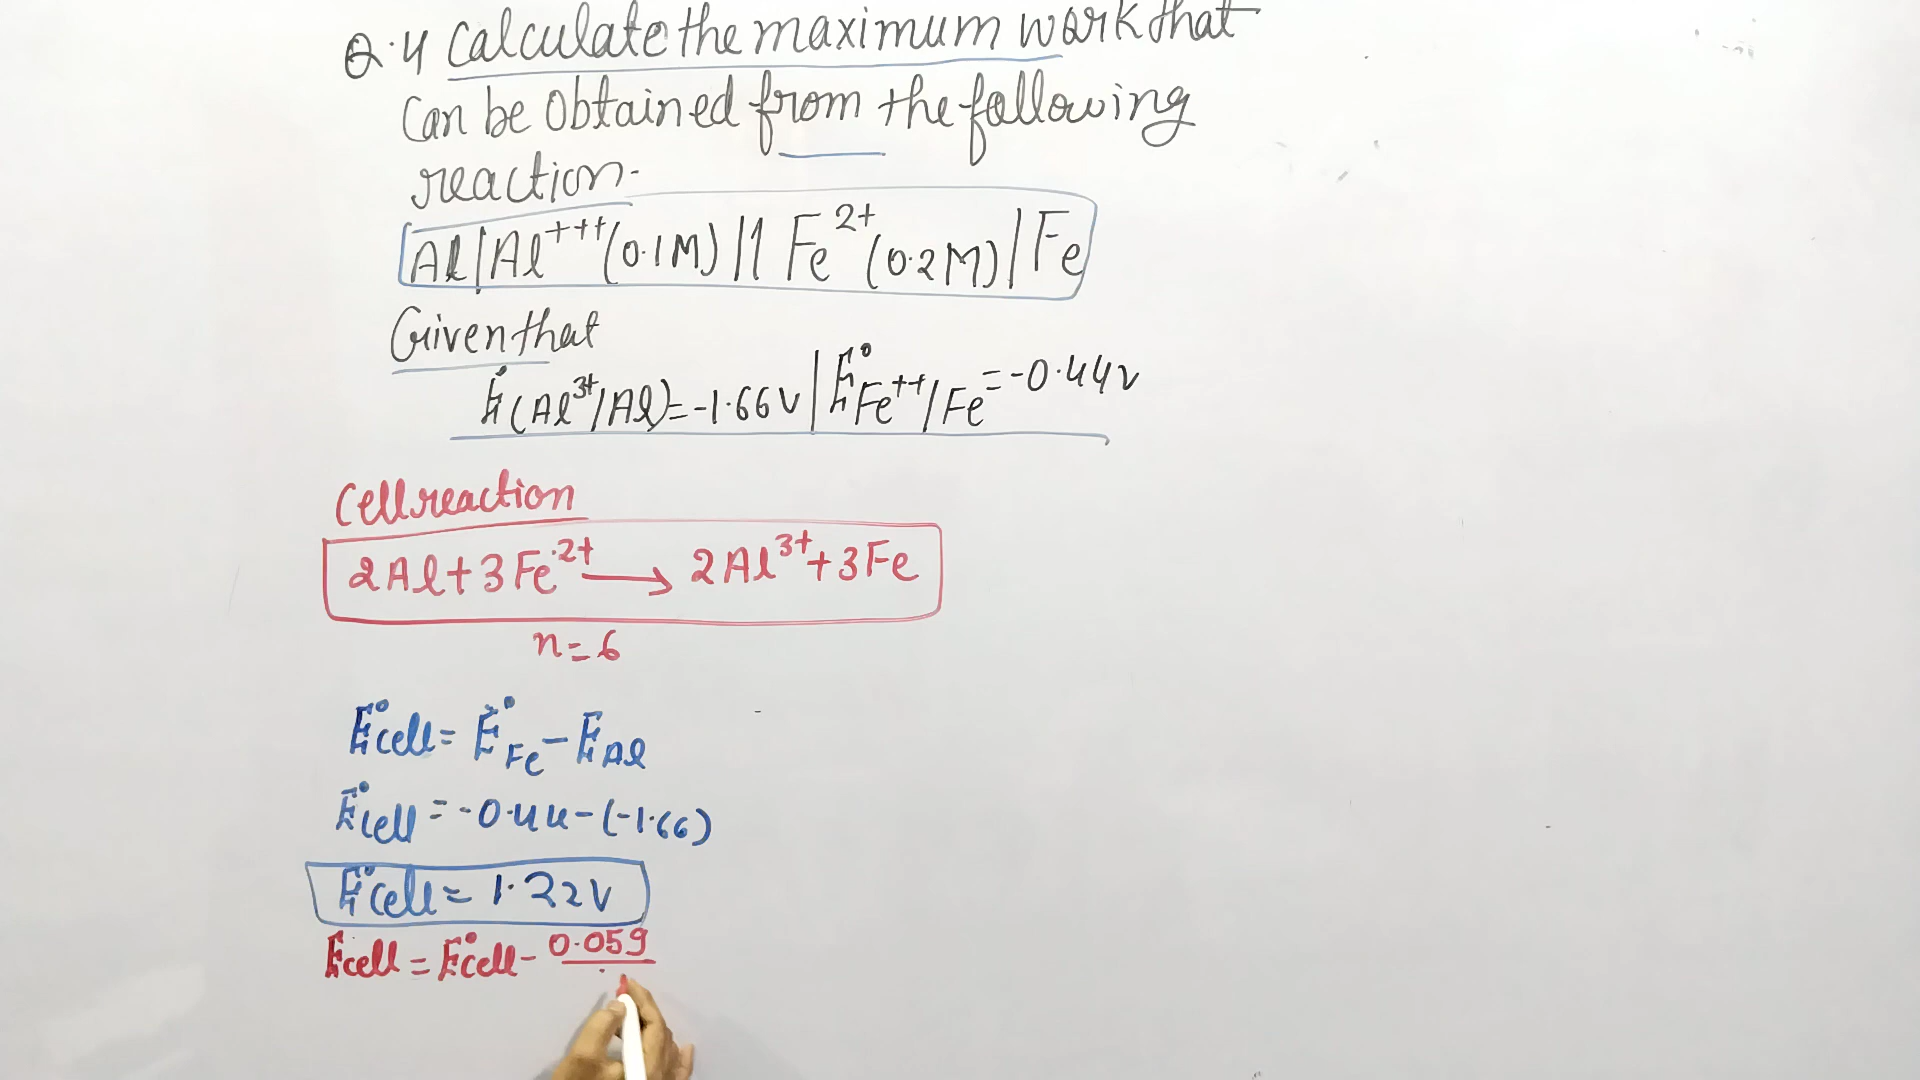 Q.4 Calculate the maximum work that
can be obtained from the following
reaction-
Al|Al+++(0.1M)||Fe2+(0.2M)|Fe
Given that
E°(Al3+/Al)=-1.66V|E°Fe++/Fe=-0.44V
Cell reaction
2Al+3Fe2+→2Al3++3Fe
n=6
E°cell=E°Fe-EAl
E°cell=-0.44-(-1.66)
E°cell=1.22V
Ecell=E°cell-0.059